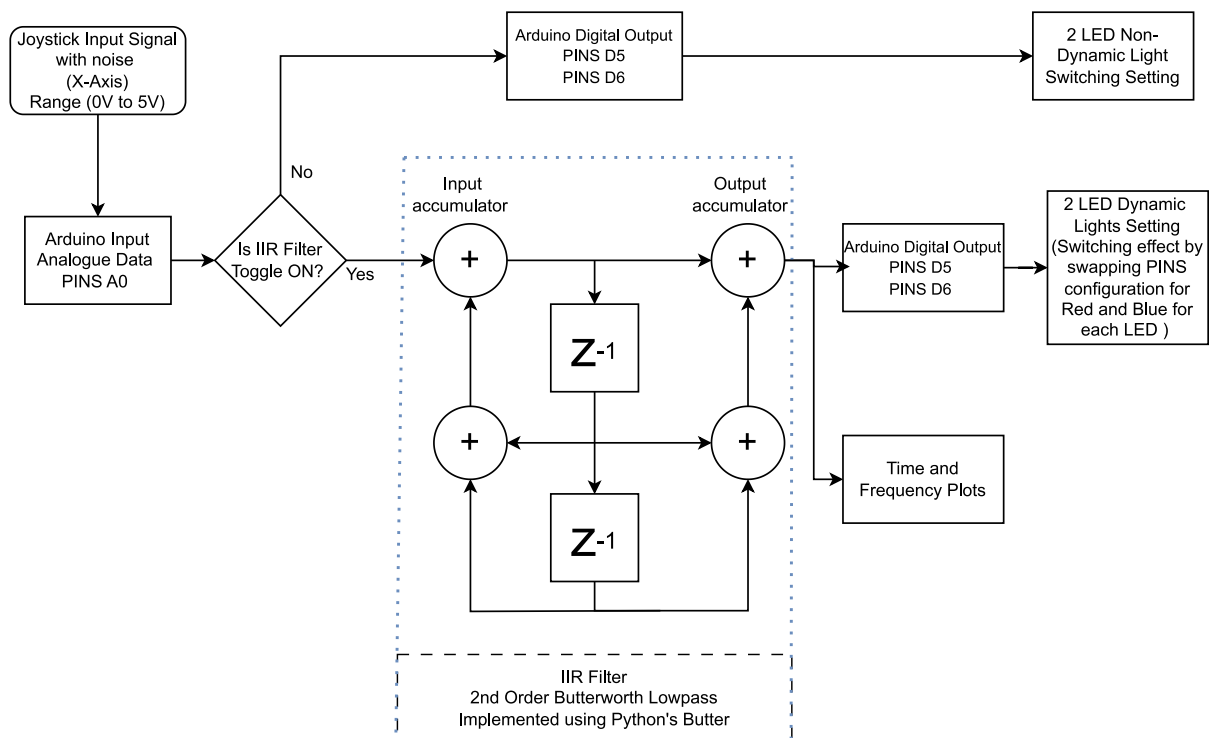 Joystick Input Signal
with noise
(X-Axis)
Range (0V to 5V)
Arduino Digital Output
PINS D5
PINS D6
2 LED Non-
Dynamic Light
Switching Setting
No
Input
accumulator
Output
accumulator
Arduino Input
Analogue Data
PINS A0
Is IIR Filter
Toggle ON?
Yes
+
+
Arduino Digital Output
PINS D5
PINS D6
2 LED Dynamic
Lights Setting
(Switching effect by
swapping PINS
configuration for
Red and Blue for
each LED )
Z-1
+
+
Time and
Frequency Plots
Z-1
IIR Filter
2nd Order Butterworth Lowpass
Implemented using Python's Butter